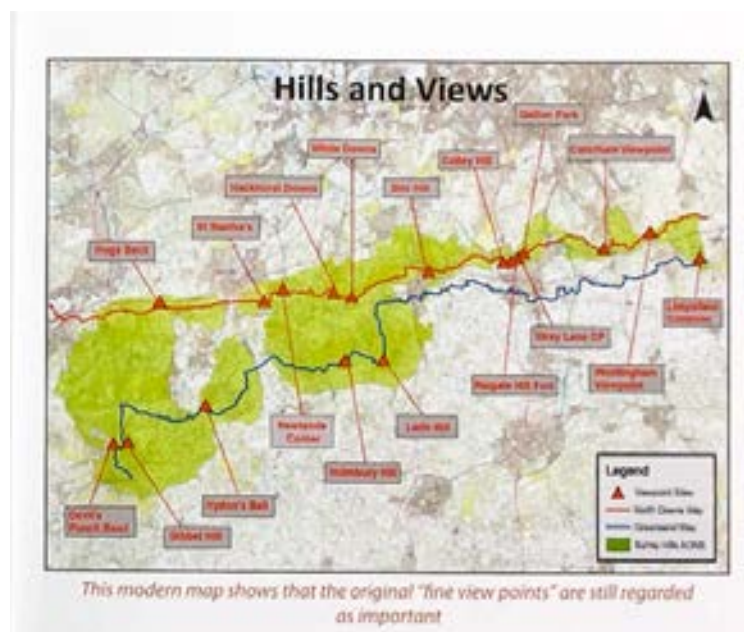 Hills and Views
Gatton Park
White Downs
Colley Hill
Caterham Viewpoint
Hackhurst Downs
Box Hill
St Martha's
Hogs Back
Limpsfield
Common
Gravelly Hill
Reigate Hill Fort
Woldingham
Viewpoint
Newlands
Corner
Leith Hill
Holmbury Hill
Hydon's Ball
Devil's
Punch Bowl
Gibbet Hill
Legend
Viewpoint Sites
North Downs Way
Greensand Way
Surrey Hills AONB
This modern map shows that the original "fine view points" are still regarded
as important